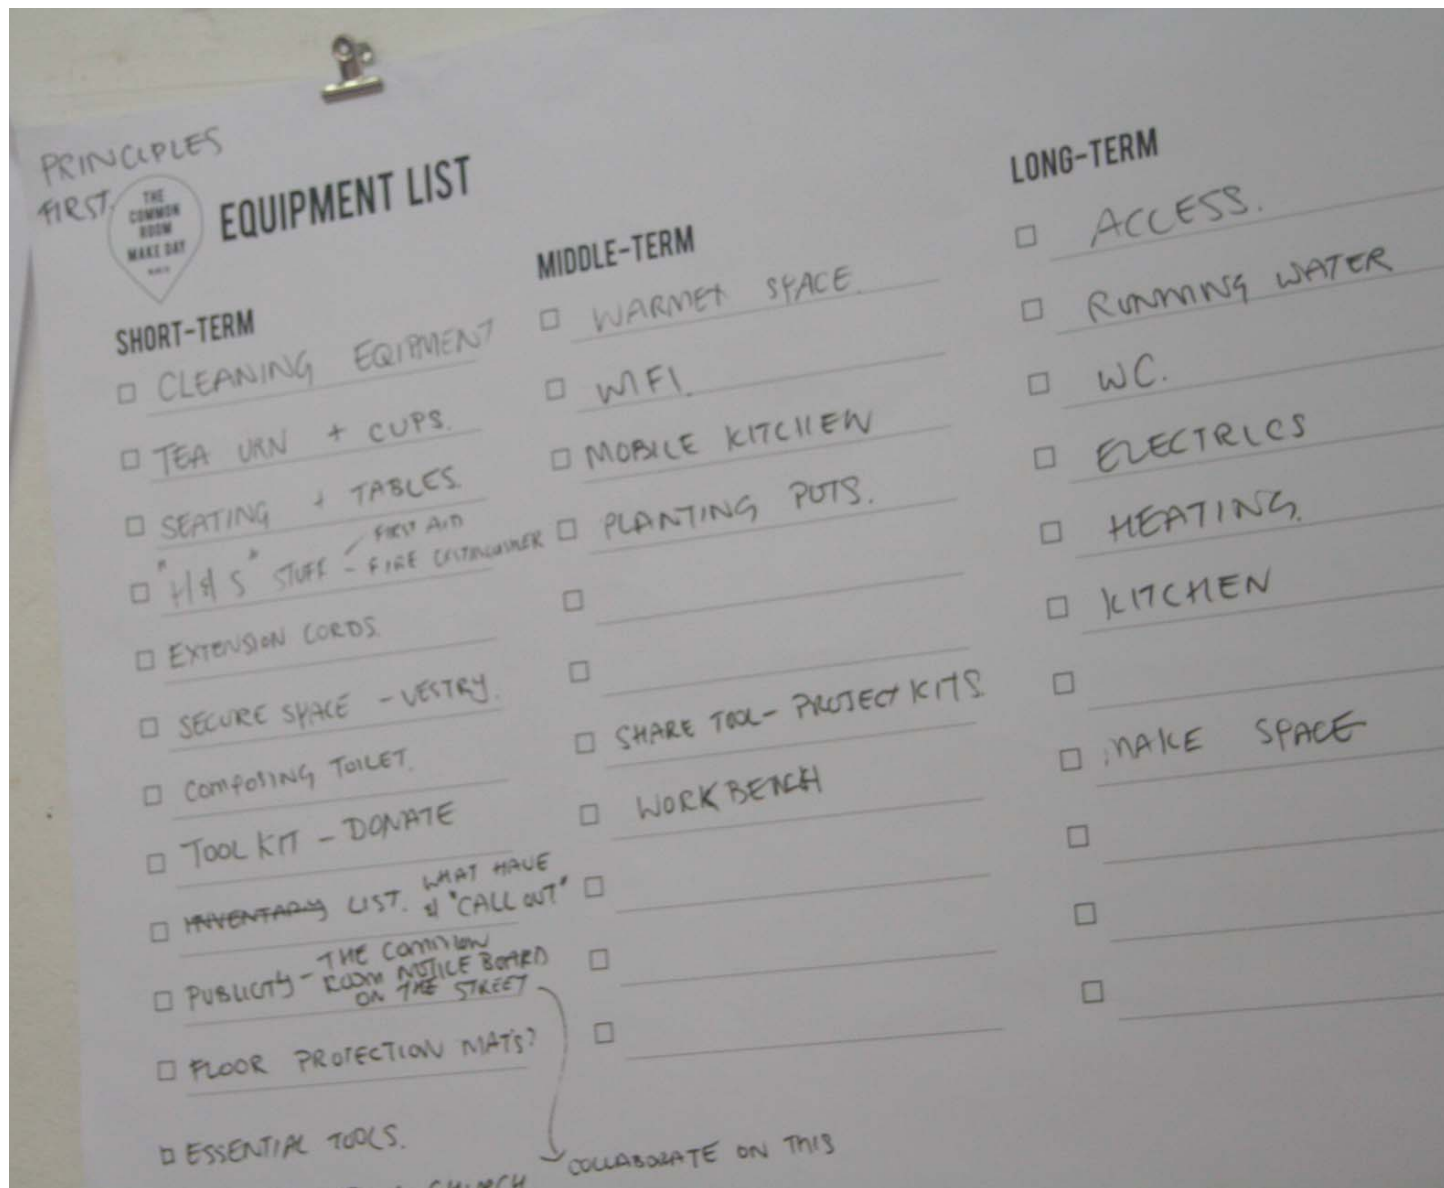 PRINCIPLES
FIRST.
THE
COMMON
ROOM
MAKE DAY
EQUIPMENT LIST
SHORT-TERM
CLEANING EQIPMENT
TEA URN + CUPS.
SEATING + TABLES.
"H&S" STUFF - FIRST AID
- FIRE EXTINGUISHER
EXTENSION CORDS.
SECURE SPACE - VESTRY.
COMPOSING TOILET.
TOOL KIT - DONATE
INVENTARY LIST. WHAT HAVE
& "CALL OUT"
PUBLICITY - THE COMMON
ROOM NOTICE BOARD
ON THE STREET
FLOOR PROTECTION MATS?
ESSENTIAL TOOLS.
CHURCH
COLLABORATE ON THIS
MIDDLE-TERM
WARMER SPACE.
WIFI.
MOBILE KITCHEN
PLANTING POTS.
SHARE TOOL - PROJECT KITS
WORKBENCH
LONG-TERM
ACCESS.
RUNNING WATER
WC.
ELECTRICS
HEATING.
KITCHEN
MAKE SPACE